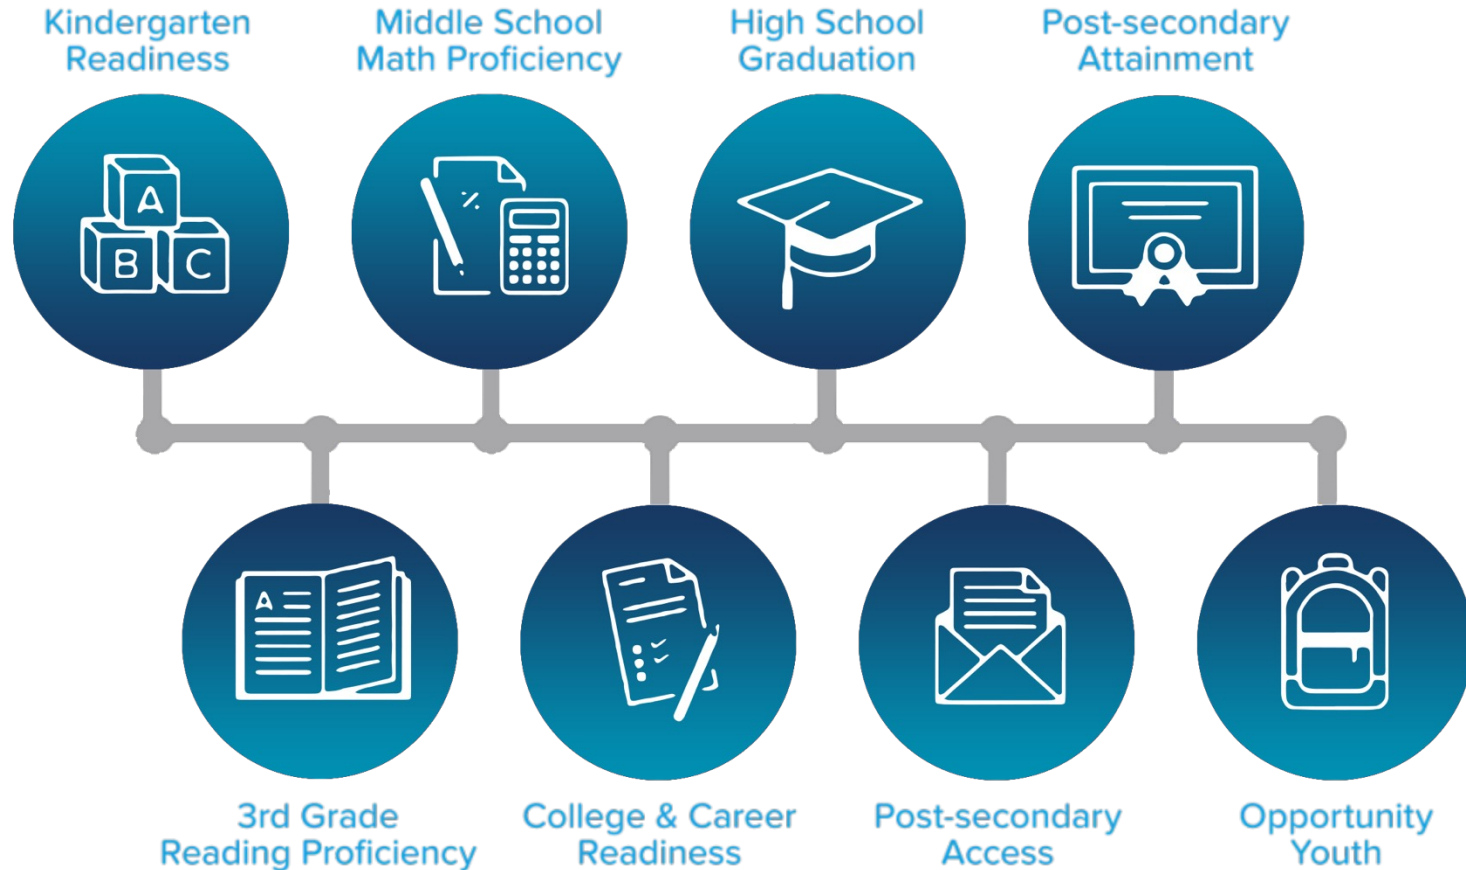 Kindergarten
Readiness
Middle School
Math Proficiency
High School
Graduation
Post-secondary
Attainment
A
B C
A
3rd Grade
Reading Proficiency
College & Career
Readiness
Post-secondary
Access
Opportunity
Youth